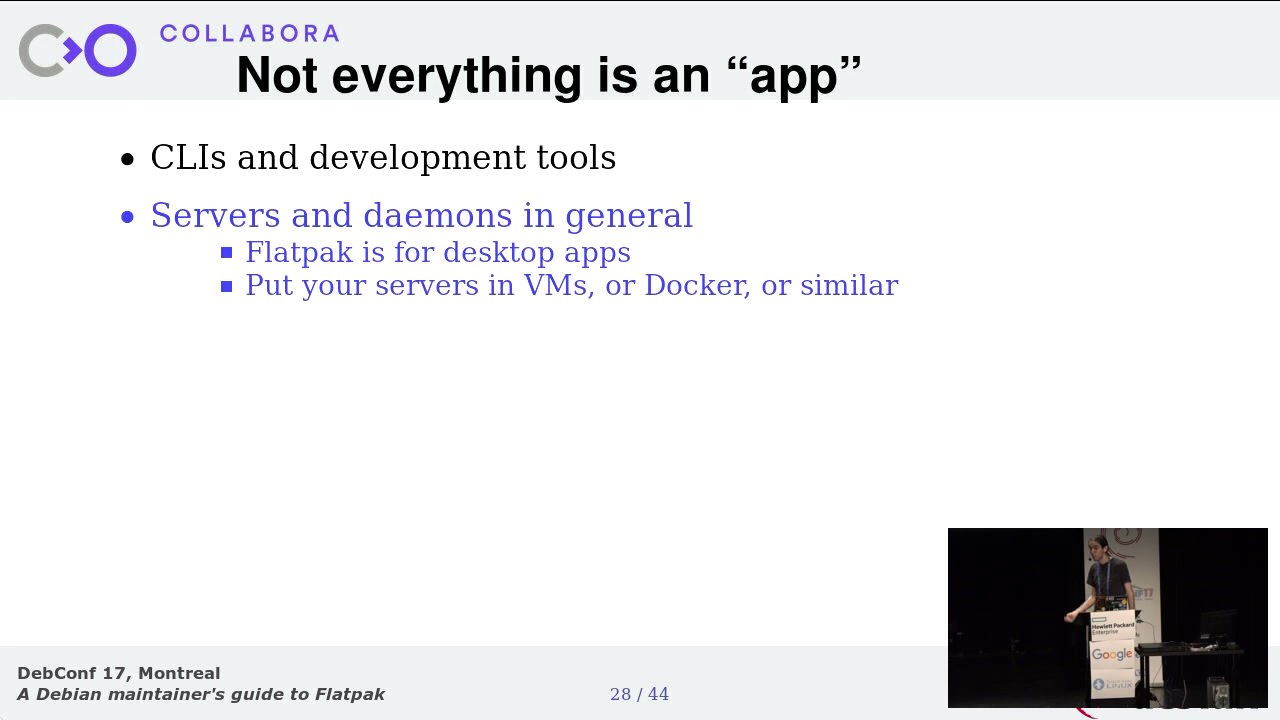 COLLABORA
Not everything is an “app”
CLIs and development tools
Servers and daemons in general
Flatpak is for desktop apps
Put your servers in VMs, or Docker, or similar
Hewlett Packard
Enterprise
Google
DebConf 17, Montreal
A Debian maintainer's guide to Flatpak
28 / 44